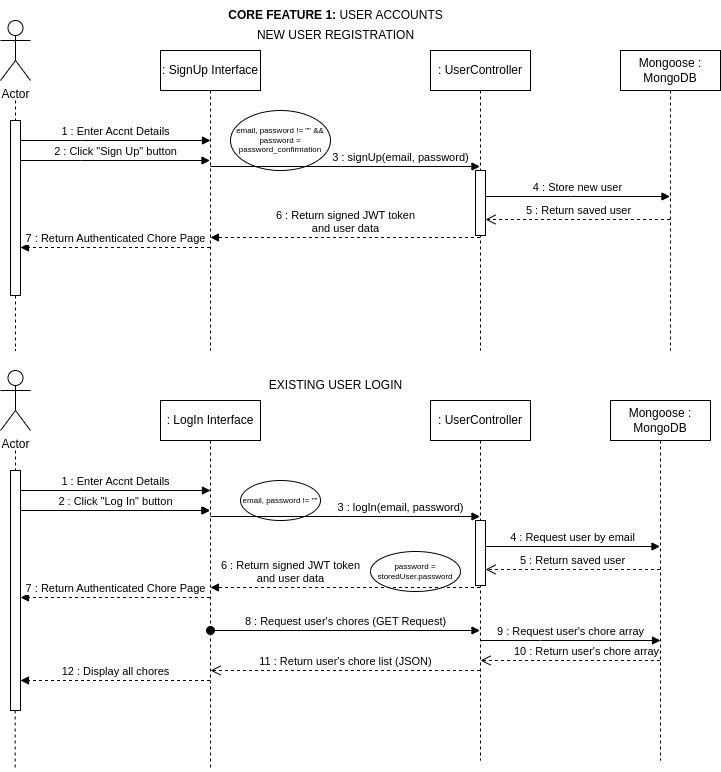 CORE FEATURE 1: USER ACCOUNTS
NEW USER REGISTRATION
: SignUp Interface
: UserController
Mongoose :
MongoDB
Actor
1 : Enter Accnt Details
2 : Click "Sign Up" button
email, password != "" &&
password =
password_confirmation
3 : signUp(email, password)
4 : Store new user
5 : Return saved user
6 : Return signed JWT token
and user data
7 : Return Authenticated Chore Page
EXISTING USER LOGIN
: LogIn Interface
: UserController
Mongoose :
MongoDB
Actor
1 : Enter Accnt Details
2 : Click "Log In" button
email, password != ""
3 : logIn(email, password)
4 : Request user by email
5 : Return saved user
password =
storedUser.password
6 : Return signed JWT token
and user data
7 : Return Authenticated Chore Page
8 : Request user's chores (GET Request)
9 : Request user's chore array
10 : Return user's chore array
11 : Return user's chore list (JSON)
12 : Display all chores